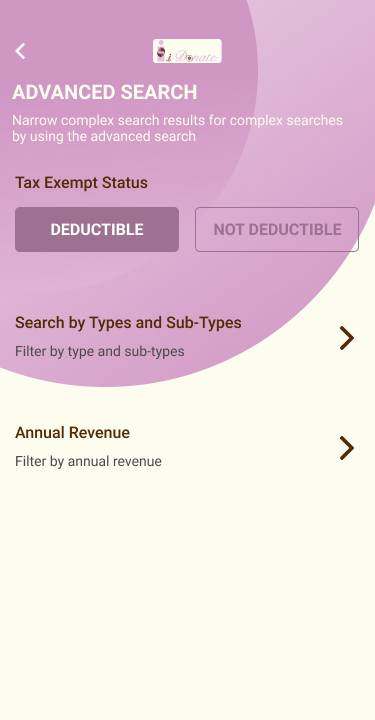 i Donate
ADVANCED SEARCH
Narrow complex search results for complex searches
by using the advanced search
Tax Exempt Status
DEDUCTIBLE
NOT DEDUCTIBLE
Search by Types and Sub-Types
Filter by type and sub-types
Annual Revenue
Filter by annual revenue